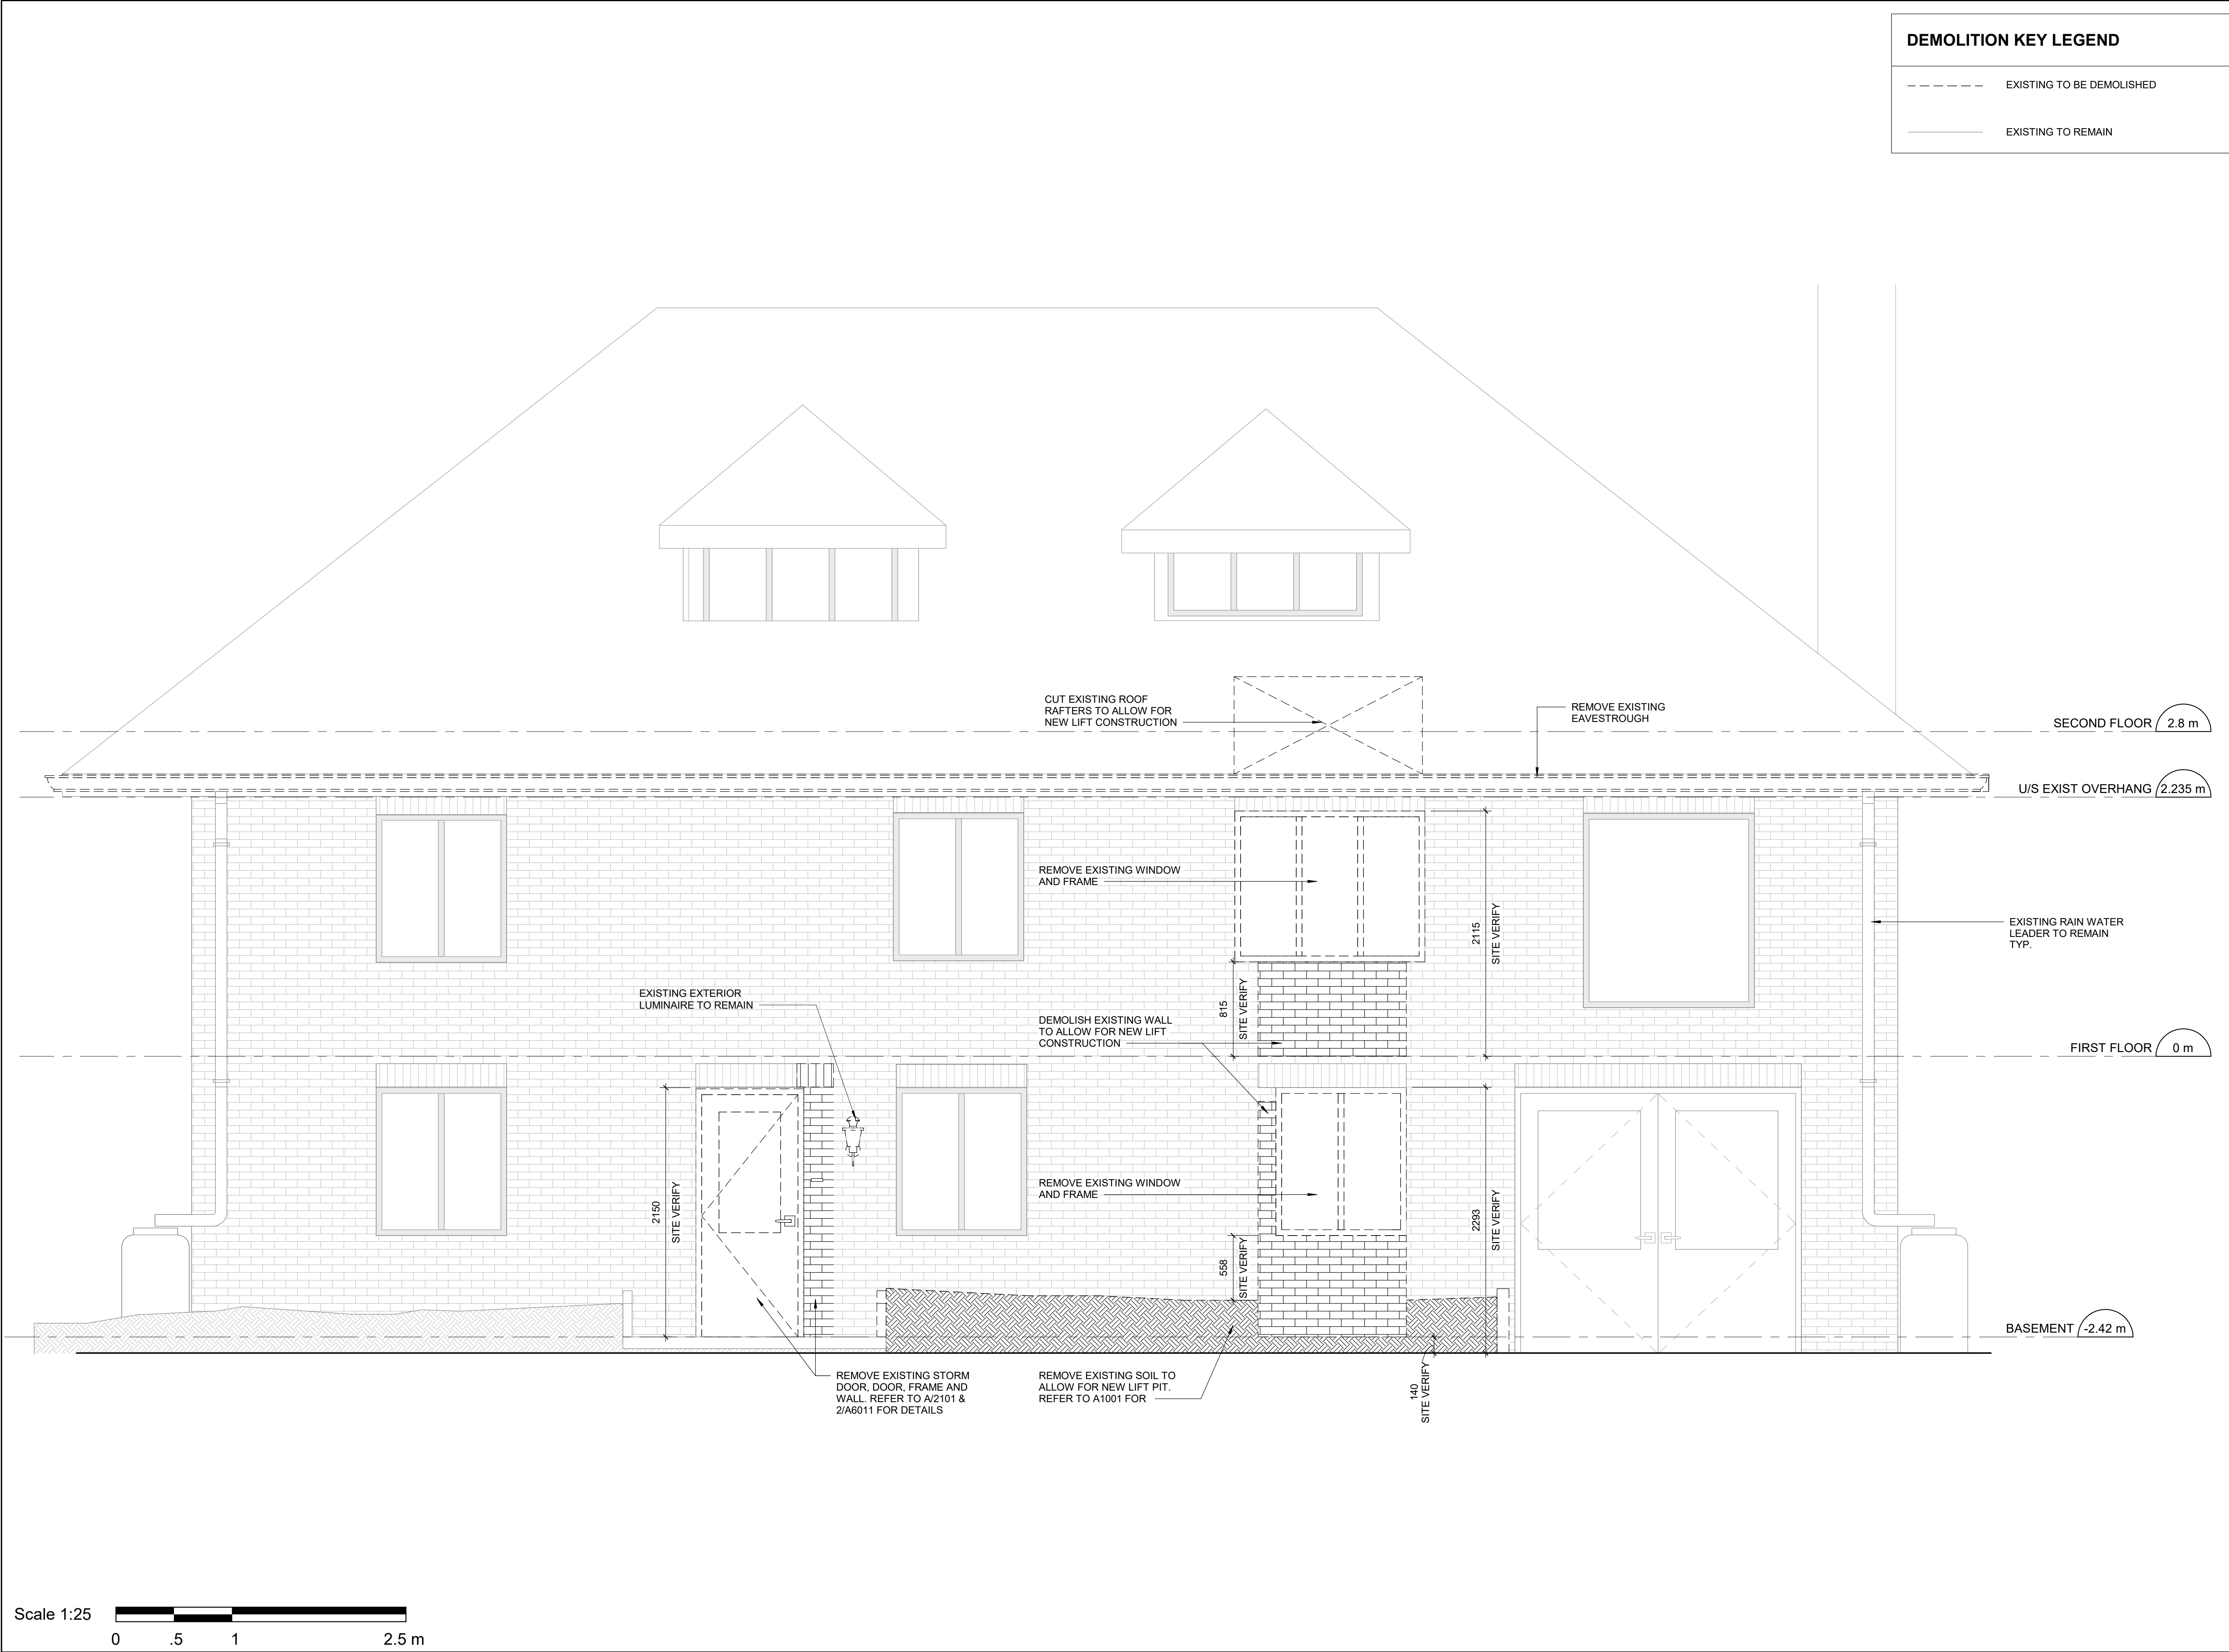 DEMOLITION KEY LEGEND
EXISTING TO BE DEMOLISHED
EXISTING TO REMAIN
CUT EXISTING ROOF
RAFTERS TO ALLOW FOR
NEW LIFT CONSTRUCTION
REMOVE EXISTING
EAVESTROUGH
SECOND FLOOR 2.8 m
U/S EXIST OVERHANG 2.235 m
REMOVE EXISTING WINDOW
AND FRAME
2115
SITE VERIFY
EXISTING RAIN WATER
LEADER TO REMAIN
TYP.
EXISTING EXTERIOR
LUMINAIRE TO REMAIN
815
SITE VERIFY
DEMOLISH EXISTING WALL
TO ALLOW FOR NEW LIFT
CONSTRUCTION
FIRST FLOOR 0 m
2150
SITE VERIFY
REMOVE EXISTING WINDOW
AND FRAME
2293
SITE VERIFY
558
SITE VERIFY
BASEMENT -2.42 m
REMOVE EXISTING STORM
DOOR, DOOR, FRAME AND
WALL. REFER TO A/2101 &
2/A6011 FOR DETAILS
REMOVE EXISTING SOIL TO
ALLOW FOR NEW LIFT PIT.
REFER TO A1001 FOR
140
SITE VERIFY
Scale 1:25
0 .5 1 2.5 m